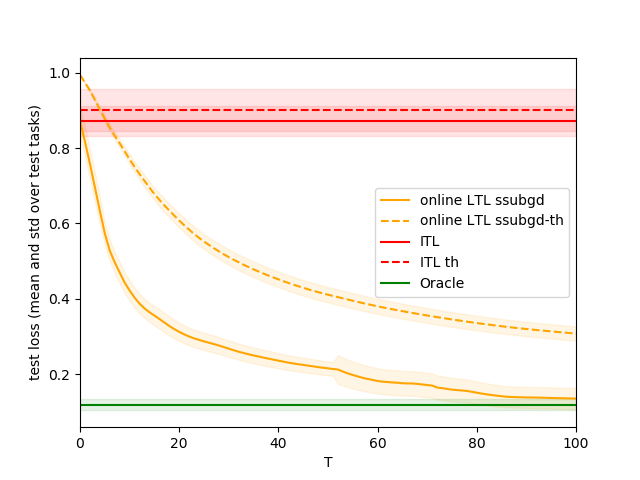 1.0
0.8
0.6
0.4
0.2
test loss (mean and std over test tasks)
online LTL ssubgd
online LTL ssubgd-th
ITL
ITL th
Oracle
0 20 40 60 80 100
T